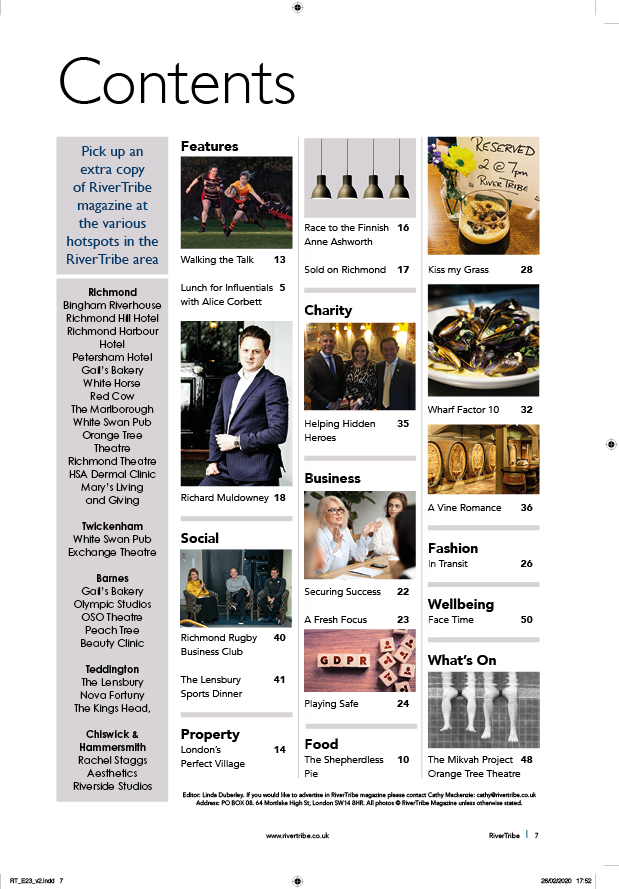 Contents
Pick up an
extra copy
of RiverTribe
magazine at
the various
hotspots in the
RiverTribe area
Richmond
Bingham Riverhouse
Richmond Hill Hotel
Richmond Harbour
Hotel
Petersham Hotel
Gail's Bakery
White Horse
Red Cow
The Marlborough
White Swan Pub
Orange Tree
Theatre
Richmond Theatre
HSA Dermal Clinic
Mary's Living
and Giving
Twickenham
White Swan Pub
Exchange Theatre
Barnes
Gail's Bakery
Olympic Studios
OSO Theatre
Peach Tree
Beauty Clinic
Teddington
The Lensbury
Nova Fortuny
The Kings Head,
Chiswick &
Hammersmith
Rachel Staggs
Aesthetics
Riverside Studios
Features
Walking the Talk 13
Lunch for Influentials 5
with Alice Corbett
Richard Muldowney 18
Social
Richmond Rugby 40
Business Club
The Lensbury 41
Sports Dinner
Property
London's 14
Perfect Village
Race to the Finnish 16
Anne Ashworth
Sold on Richmond 17
Charity
Helping Hidden 35
Heroes
Business
Securing Success 22
A Fresh Focus 23
GDPR
Playing Safe 24
Food
The Shepherdless 10
Pie
RESERVED
2 @ 7pm
RIVER TRIBE
Kiss my Grass 28
Wharf Factor 10 32
A Vine Romance 36
Fashion
In Transit 26
Wellbeing
Face Time 50
What's On
The Mikvah Project 48
Orange Tree Theatre
Editor: Linda Duberley. If you would like to advertise in RiverTribe magazine please contact Cathy Mackenzie: cathy@rivertribe.co.uk
Address: PO BOX 08. 64 Mortlake High St, London SW14 8HR. All photos © RiverTribe Magazine unless otherwise stated.
www.rivertribe.co.uk
RiverTribe | 7
RT_E23_v2.indd 7
28/02/2020 17:52